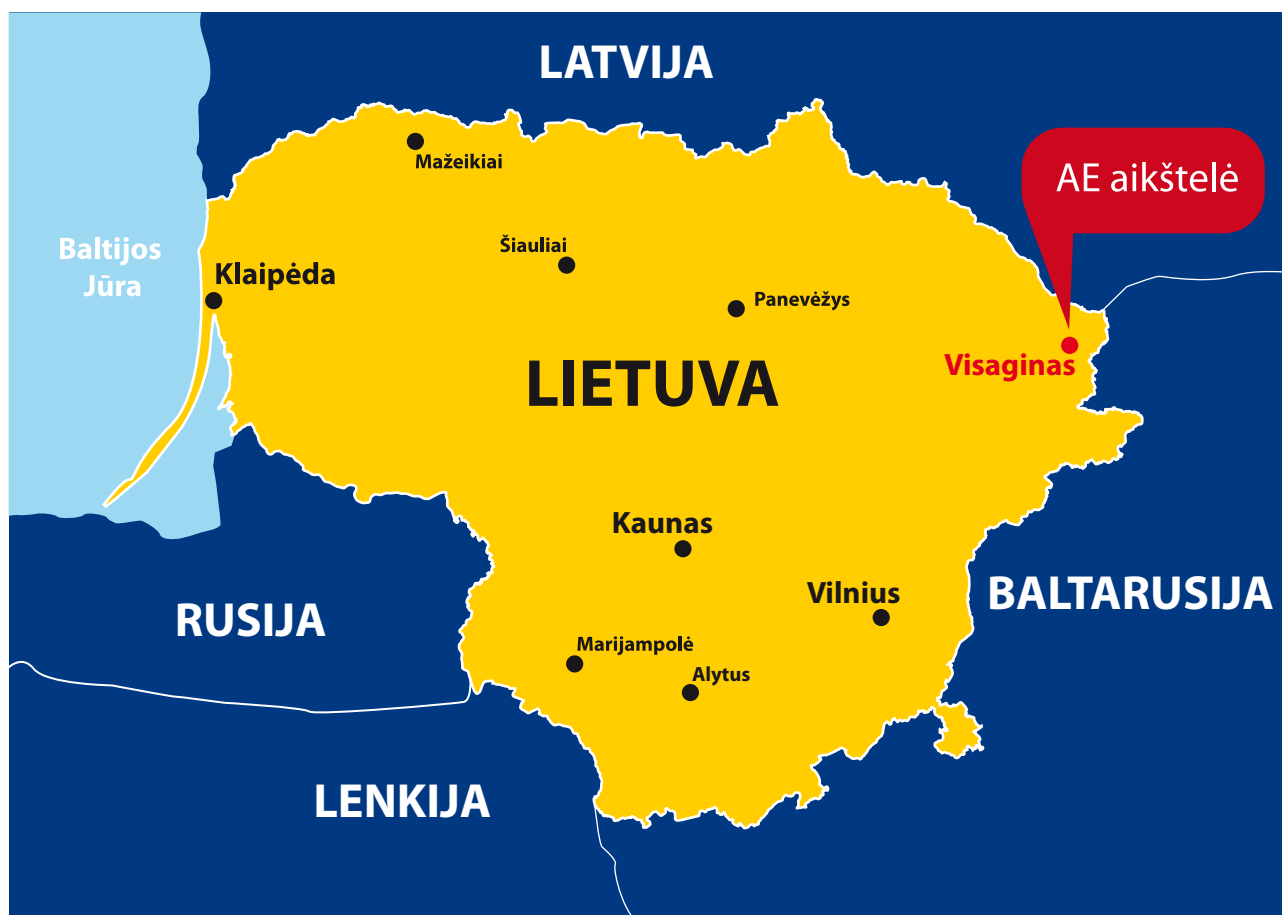 LATVIJA
AE aikštelė
Mažeikiai
Baltijos
Jūra
Šiauliai
Klaipėda
Panevėžys
Visaginas
LIETUVA
Kaunas
Vilnius
BALTARUSIJA
RUSIJA
Marijampolė
Alytus
LENKIJA